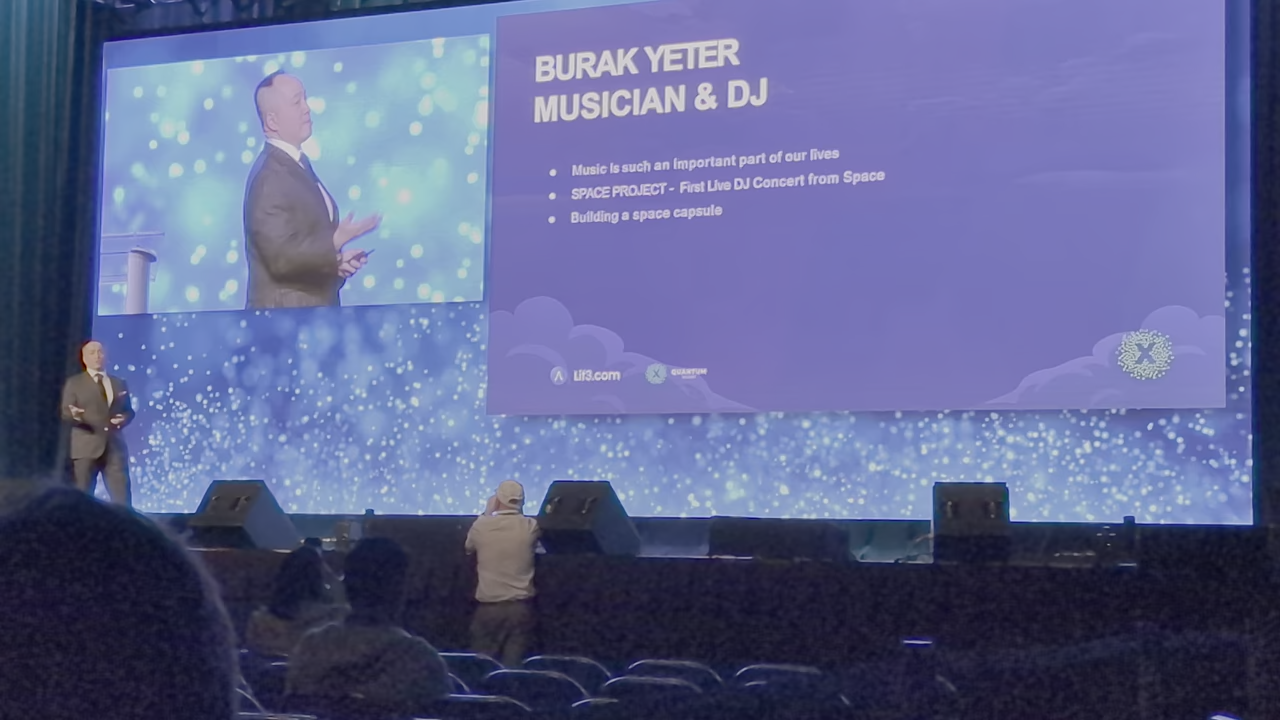 BURAK YETER
MUSICIAN & DJ
• Music is such an important part of our lives
• SPACE PROJECT - First Live DJ Concert from Space
• Building a space capsule
Lif3.com
QUANTUM